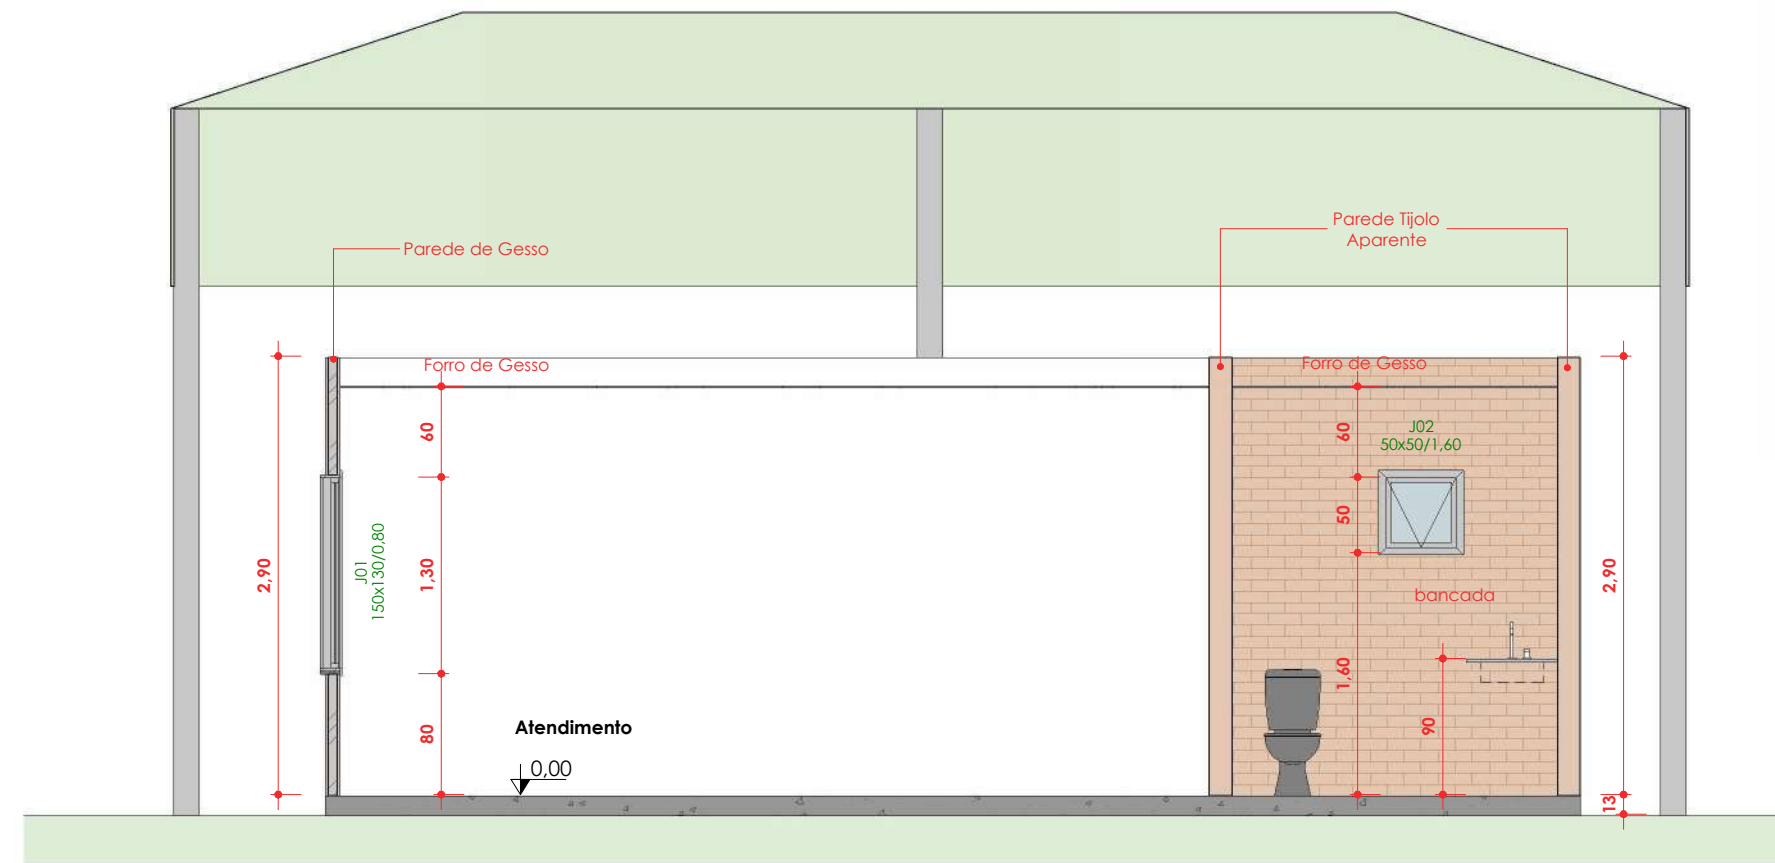 Parede Tijolo
Aparente
Parede de Gesso
Forro de Gesso
Forro de Gesso
60
60
J02
50x50/1,60
50
2,90
J01
150x130/0,80
1,30
2,90
bancada
1,60
90
80
Atendimento
0,00
13